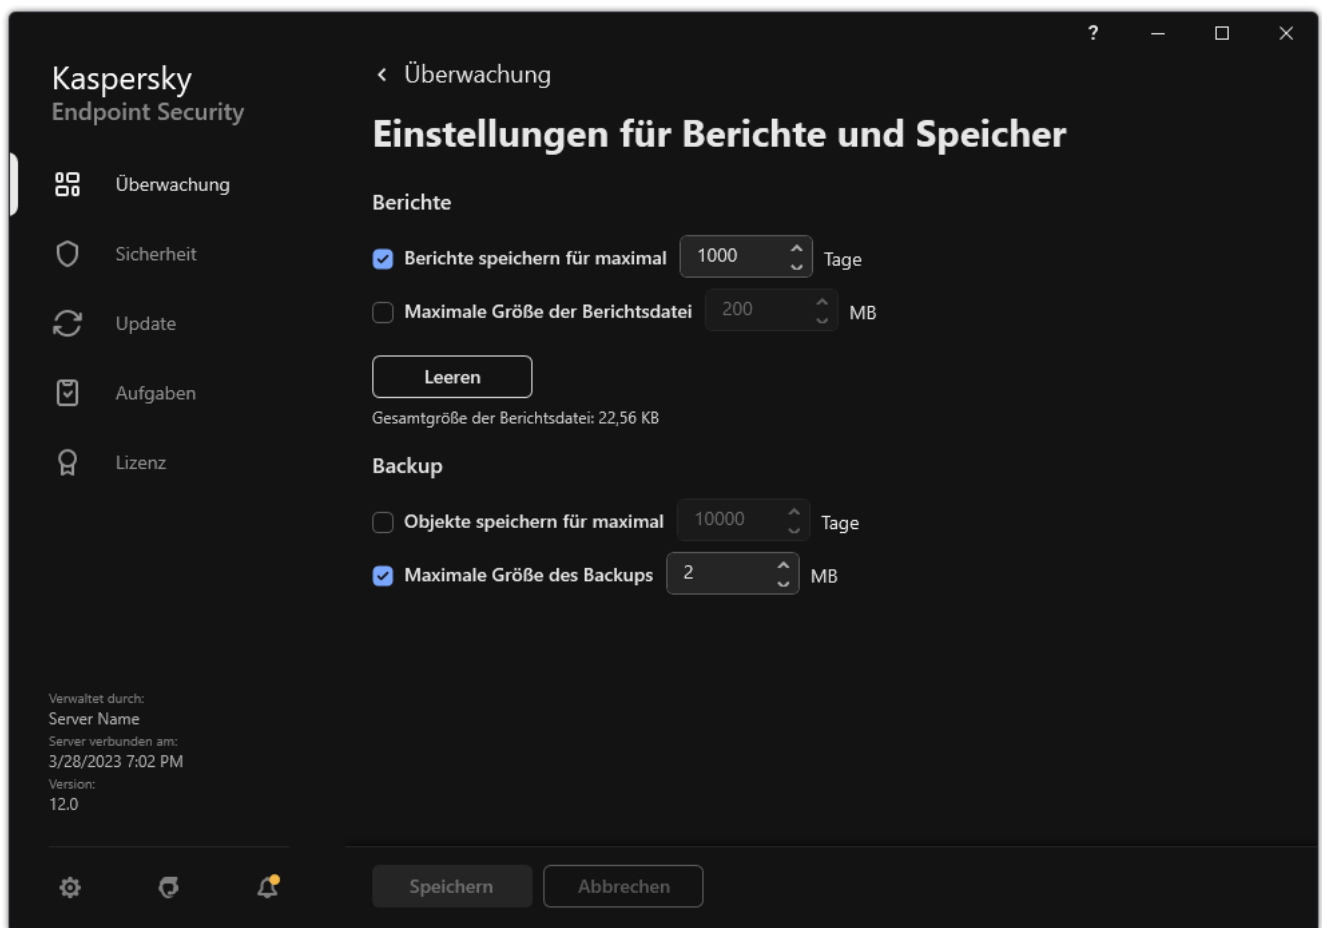 ?
Kaspersky
Endpoint Security
Überwachung
Sicherheit
Update
Aufgaben
Lizenz
Verwaltet durch:
Server Name
Server verbunden am:
3/28/2023 7:02 PM
Version:
12.0
Überwachung
Einstellungen für Berichte und Speicher
Berichte
Berichte speichern für maximal 1000 Tage
Maximale Größe der Berichtsdatei 200 MB
Leeren
Gesamtgröße der Berichtsdatei: 22,56 KB
Backup
Objekte speichern für maximal 10000 Tage
Maximale Größe des Backups 2 MB
Speichern Abbrechen